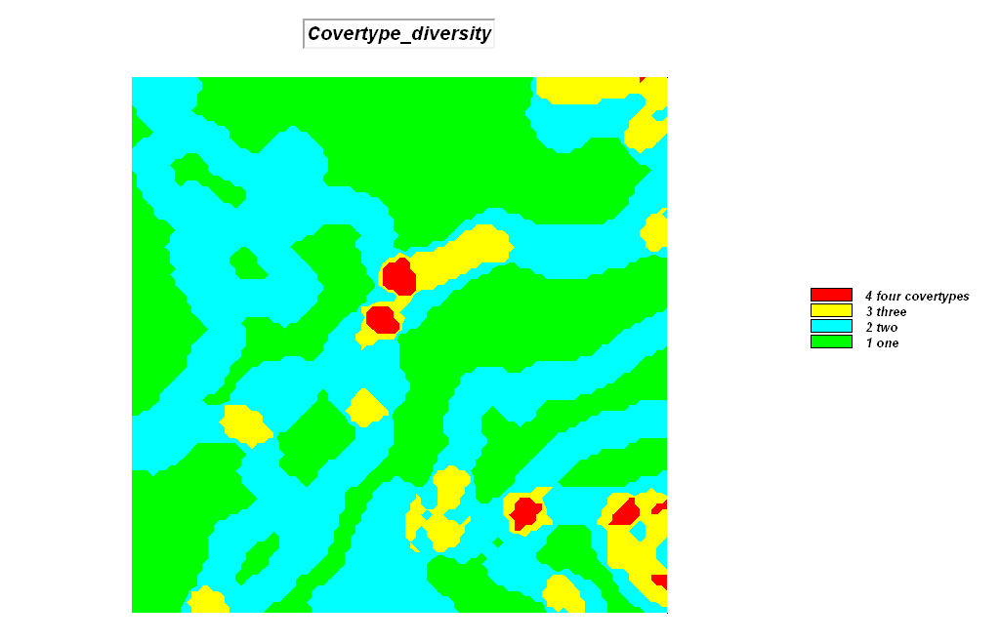 Covertype_diversity
4 four covertypes
3 three
2 two
1 one